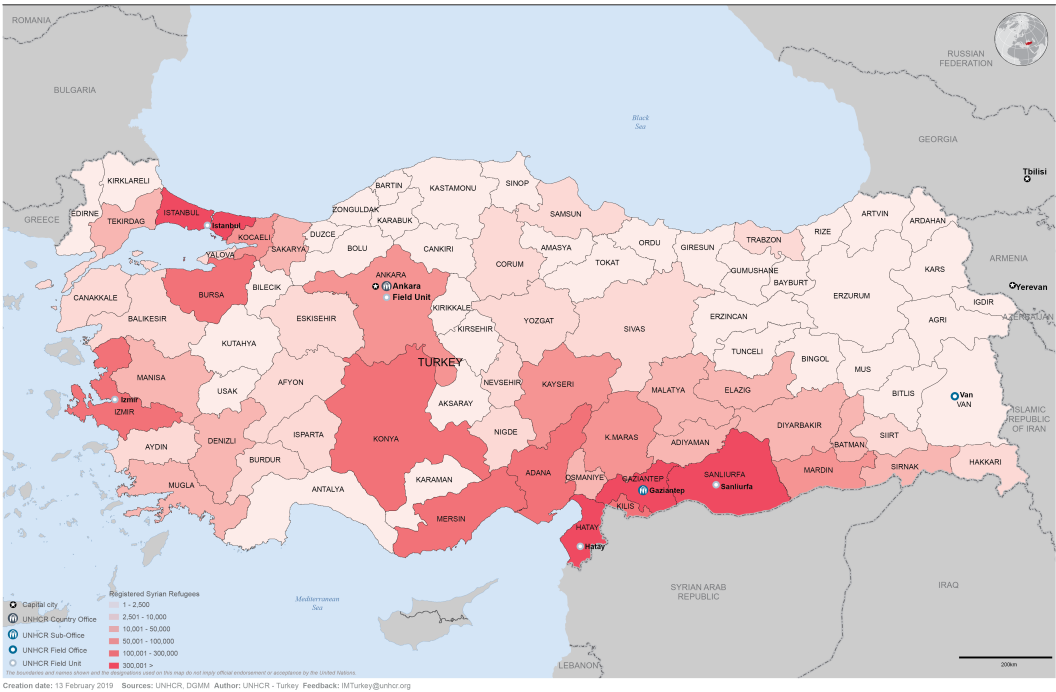 ROMANIA
RUSSIAN
FEDERATION
BULGARIA
Black
Sea
GEORGIA
Tbilisi
GREECE
ARMENIA
Yerevan
AZERBAIJAN
ISLAMIC
REPUBLIC
OF IRAN
KIRKLARELI
EDIRNE
TEKIRDAG
ISTANBUL
Istanbul
KOCAELI
YALOVA
SAKARYA
DUZCE
ZONGULDAK
BARTIN
KARABUK
KASTAMONU
SINOP
SAMSUN
BOLU
CANKIRI
CORUM
AMASYA
TOKAT
ORDU
GIRESUN
TRABZON
GUMUSHANE
BAYBURT
RIZE
ARTVIN
ARDAHAN
KARS
IGDIR
AGRI
ERZURUM
ERZINCAN
CANAKKALE
BALIKESIR
BURSA
BILECIK
ESKISEHIR
ANKARA
Ankara
Field Unit
KIRIKKALE
KIRSEHIR
YOZGAT
SIVAS
TUNCELI
BINGOL
MUS
BITLIS
Van
VAN
KUTAHYA
MANISA
USAK
AFYON
TURKEY
AKSARAY
NEVSEHIR
KAYSERI
MALATYA
ELAZIG
DIYARBAKIR
BATMAN
SIIRT
HAKKARI
SIRNAK
MARDIN
Izmir
IZMIR
AYDIN
DENIZLI
ISPARTA
BURDUR
MUGLA
ANTALYA
KONYA
KARAMAN
NIGDE
ADANA
MERSIN
OSMANIYE
K.MARAS
ADIYAMAN
GAZIANTEP
Gaziantep
KILIS
SANLIURFA
Sanliurfa
HATAY
Hatay
SYRIAN ARAB
REPUBLIC
IRAQ
LEBANON
Mediterranean
Sea
Capital city
UNHCR Country Office
UNHCR Sub-Office
UNHCR Field Office
UNHCR Field Unit
Registered Syrian Refugees
1 - 2,500
2,501 - 10,000
10,001 - 50,000
50,001 - 100,000
100,001 - 300,000
300,001 >
200km
The boundaries and names shown and the designations used on this map do not imply official endorsement or acceptance by the United Nations.
Creation date: 13 February 2019 Sources: UNHCR, DGMM Author: UNHCR - Turkey Feedback: IMTurkey@unhcr.org